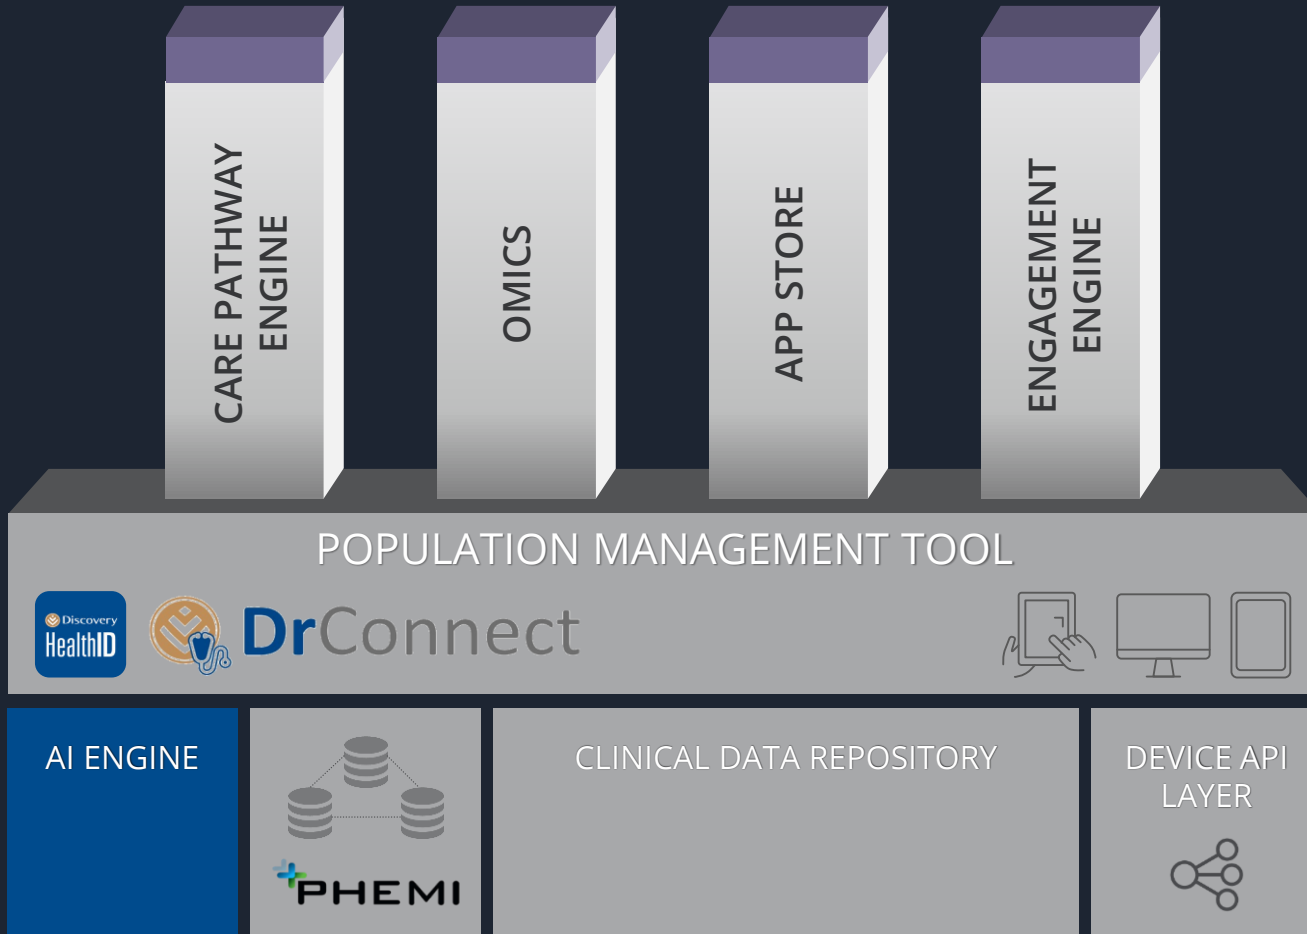 CARE PATHWAY
ENGINE
OMICS
APP STORE
ENGAGEMENT
ENGINE
POPULATION MANAGEMENT TOOL
Discovery
HealthID
DrConnect
AI ENGINE
PHEMI
CLINICAL DATA REPOSITORY
DEVICE API
LAYER